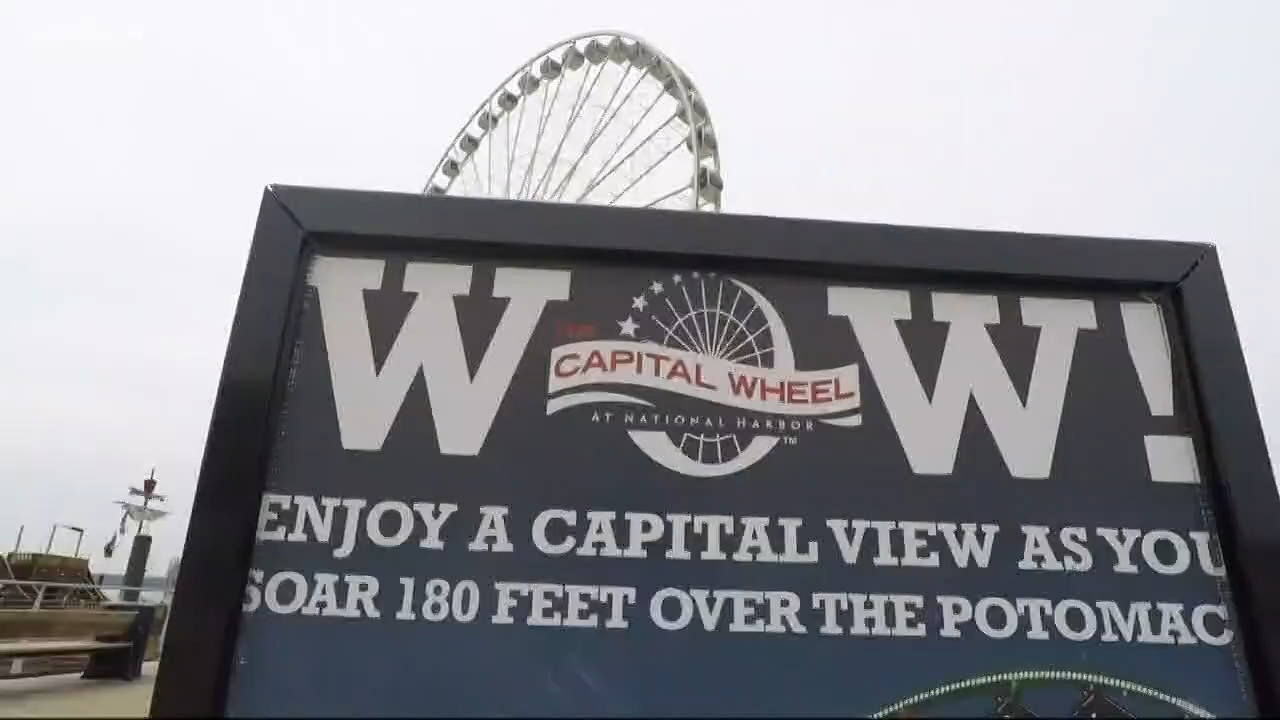 WOW!
THE
CAPITAL WHEEL
AT NATIONAL HARBOR
TM
ENJOY A CAPITAL VIEW AS YOU
SOAR 180 FEET OVER THE POTOMAC